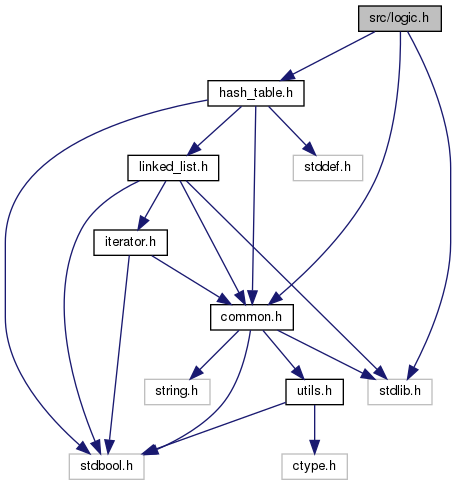 src/logic.h
hash_table.h
linked_list.h
stddef.h
iterator.h
common.h
string.h
utils.h
stdlib.h
stdbool.h
ctype.h